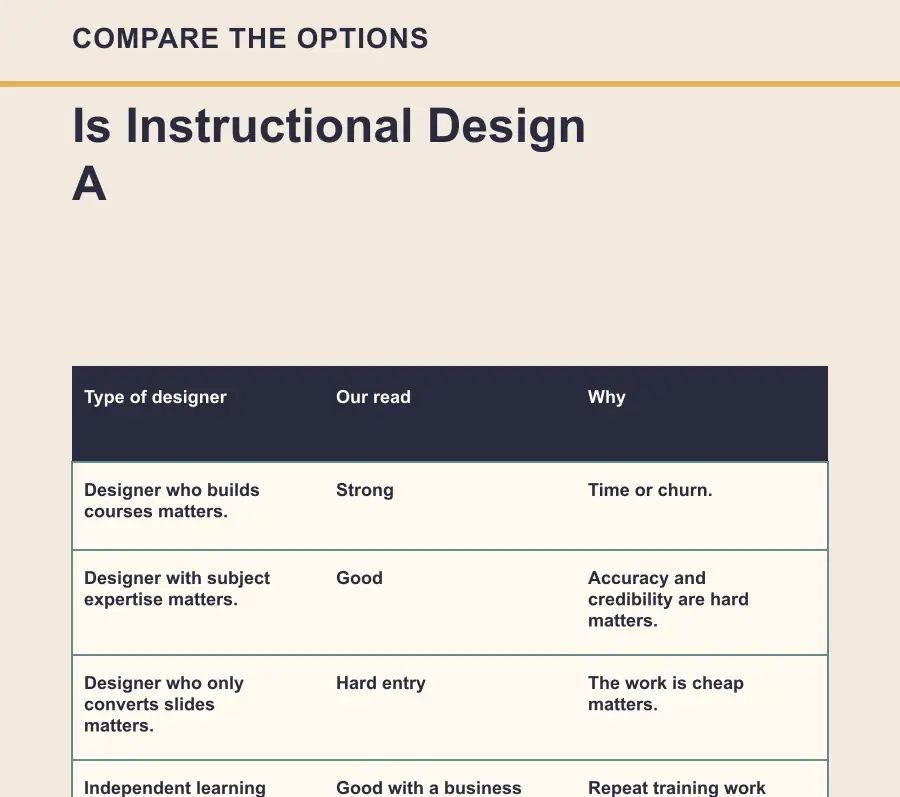 COMPARE THE OPTIONS
Is Instructional Design
A
Type of designer
Our read
Why
Designer who builds
courses matters.
Strong
Time or churn.
Designer with subject
expertise matters.
Good
Accuracy and
credibility are hard
matters.
Designer who only
converts slides
matters.
Hard entry
The work is cheap
matters.
Independent learning
Good with a business
Repeat training work